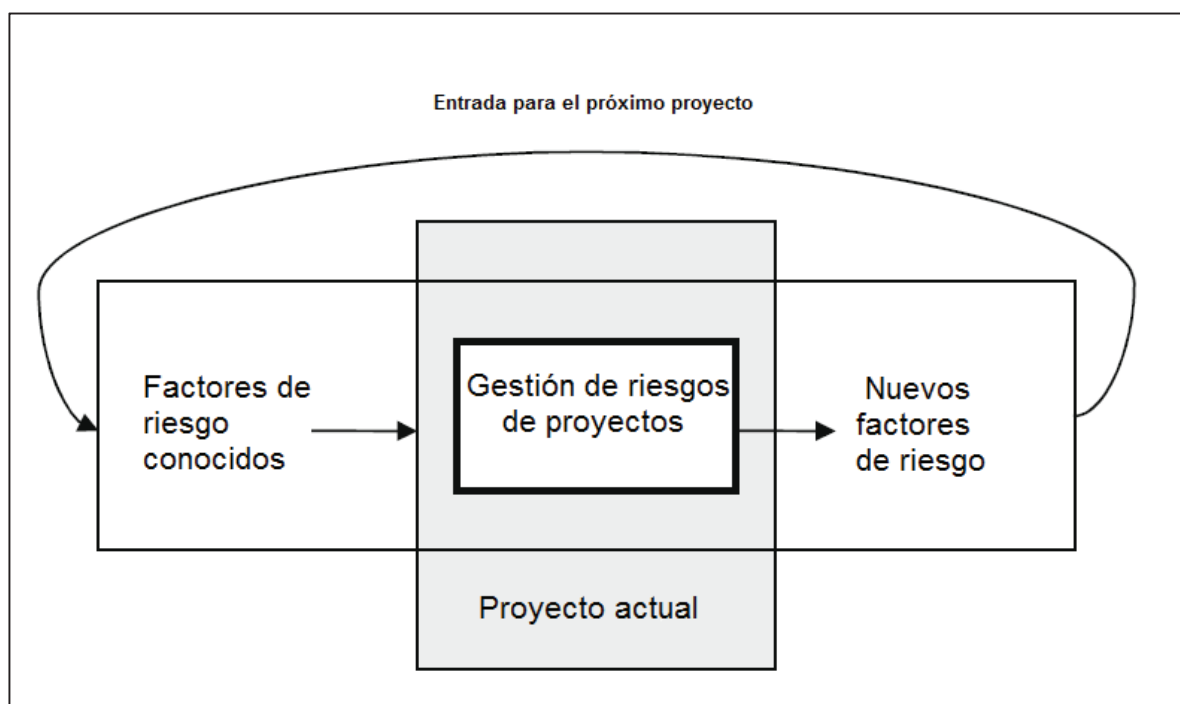 Entrada para el próximo proyecto
Factores de
riesgo
conocidos
Gestión de riesgos
de proyectos
Nuevos
factores
de riesgo
Proyecto actual